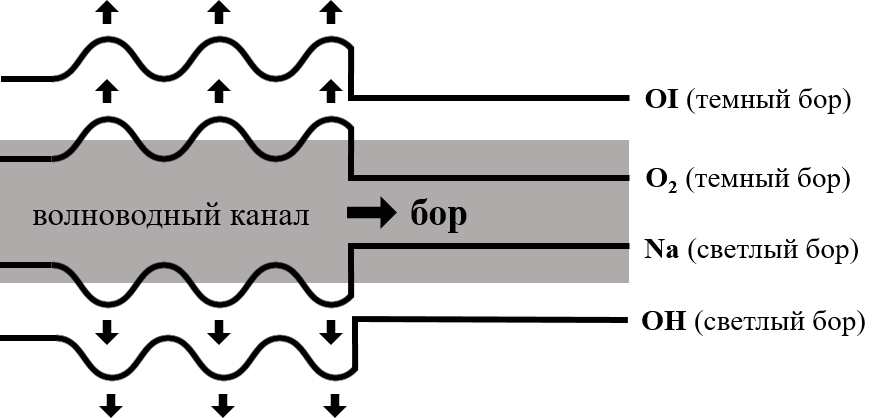 OI (темный бор)
O₂ (темный бор)
волноводный канал
бор
Na (светлый бор)
OH (светлый бор)